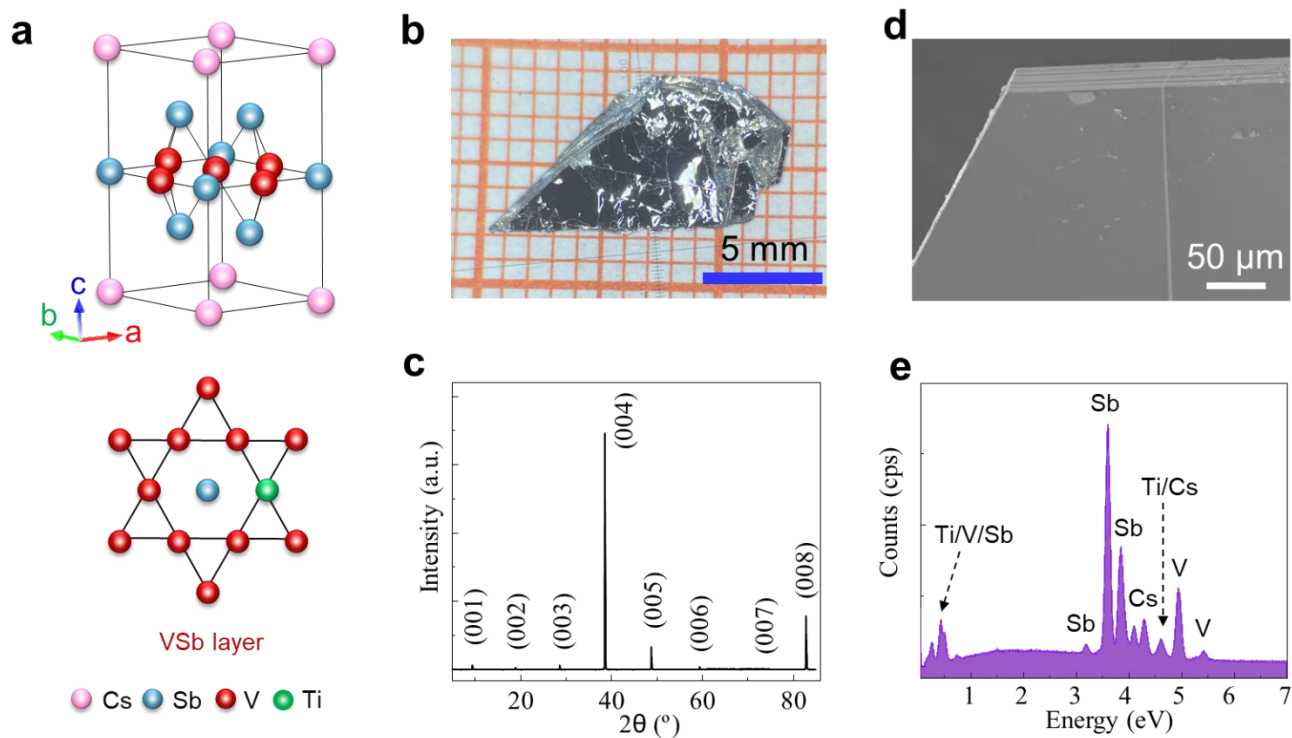 a
c
b
a
VSb layer
Cs
Sb
V
Ti
b
5 mm
c
Intensity (a.u.)
(001)
(002)
(003)
(004)
(005)
(006)
(007)
(008)
20
40
60
80
2θ (º)
d
50 µm
e
Counts (cps)
Ti/V/Sb
Sb
Sb
Sb
Cs
Ti/Cs
V
V
1
2
3
4
5
6
7
Energy (eV)